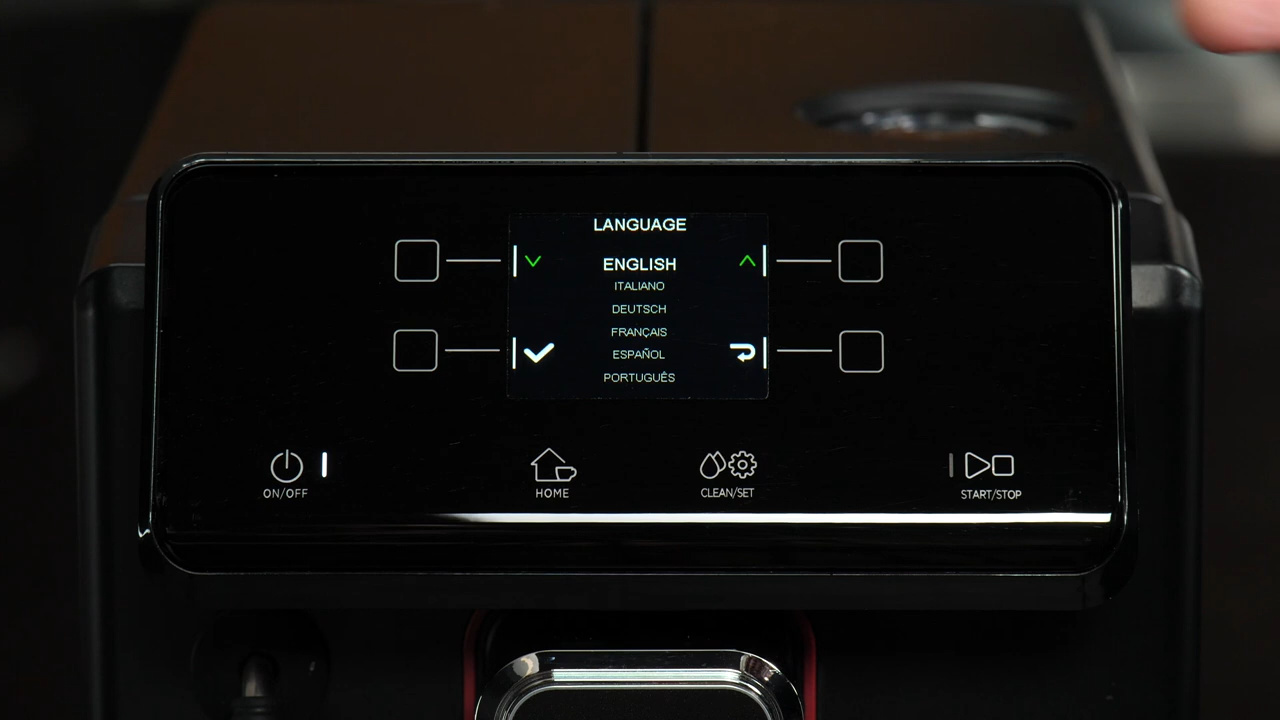 LANGUAGE
ENGLISH
ITALIANO
DEUTSCH
FRANÇAIS
ESPAÑOL
PORTUGUÊS
ON/OFF
HOME
CLEAN/SET
START/STOP